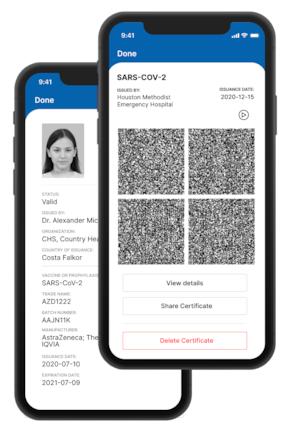 9:41
Done
SARS-COV-2
ISSUED BY:
Houston Methodist
Emergency Hospital
ISSUANCE DATE:
2020-12-15
View details
Share Certificate
Delete Certificate
9:41
Done
STATUS:
Valid
ISSUED BY:
Dr. Alexander Mic
ORGANIZATION:
CHS, Country Hea
COUNTRY OF ISSUANCE:
Costa Falkor
VACCINE OR PROPHYLAX
SARS-CoV-2
TRADE NAME:
AZD1222
BATCH NUMBER:
AAJN11K
MANUFACTURER
AstraZeneca; The
IQVIA
ISSUANCE DATE:
2020-07-10
EXPIRATION DATE:
2021-07-09